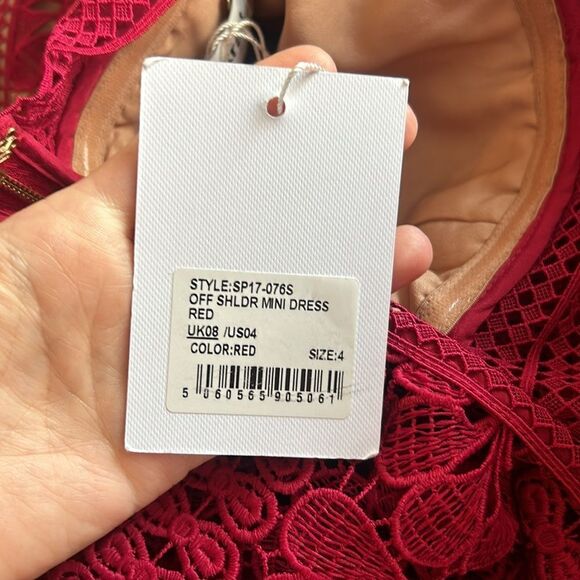 STYLE:SP17-076S
OFF SHLDR MINI DRESS
RED
UK08 /US04
COLOR:RED SIZE:4
5 060565 905061